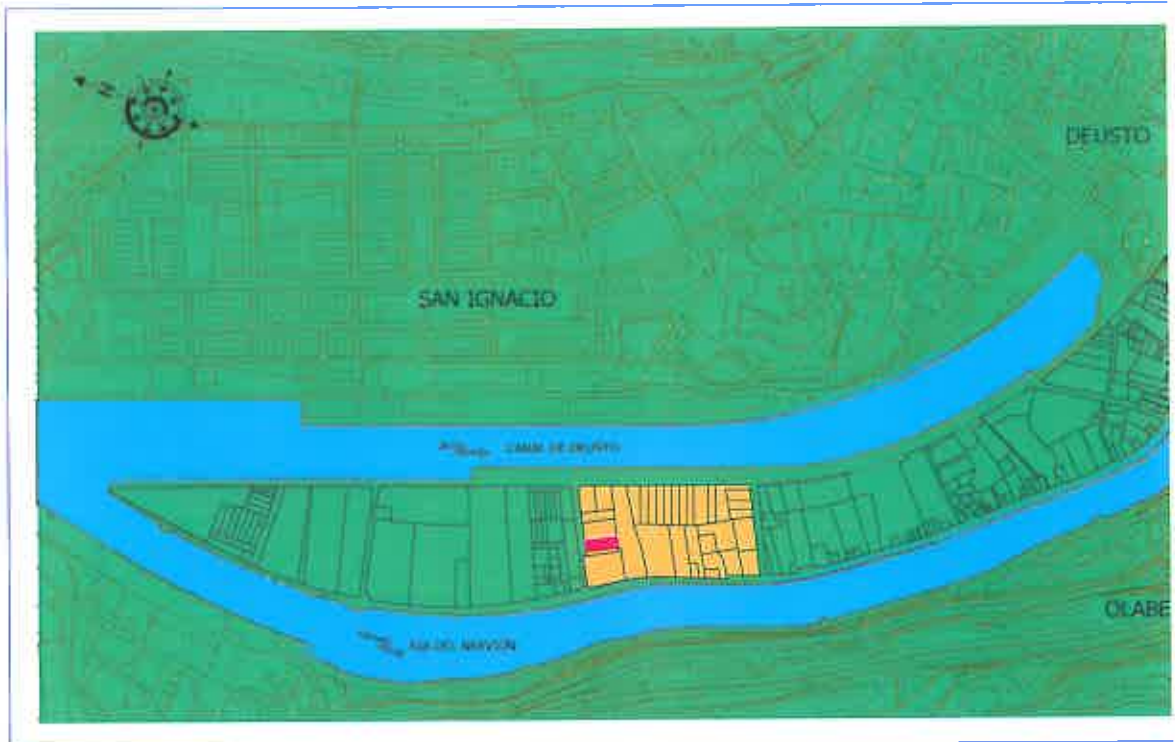 N
DEUSTO
SAN IGNACIO
CANAL DE DEUSTO
OLABE
RIA DEL NERVION